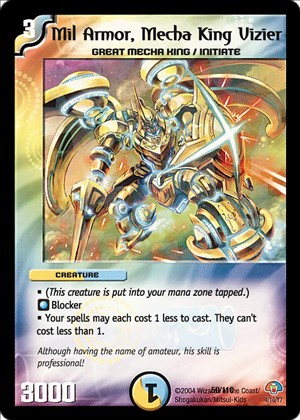 3 Mil Armor, Mecha King Vizier
GREAT MECHA KING / INITIATE
CREATURE
▪ (This creature is put into your mana zone tapped.)
Blocker
▪ Your spells may each cost 1 less to cast. They can't
cost less than 1.
Although having the name of amateur, his skill is
professional!
3000
©2004 Wizards of the Coast/
Shogakukan/Mitsui-Kids